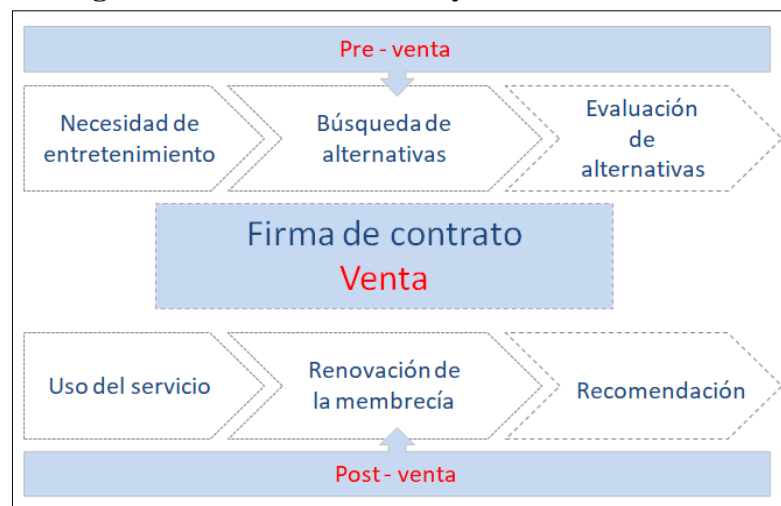 Pre - venta
Necesidad de
entretenimiento
Búsqueda de
alternativas
Evaluación
de
alternativas
Firma de contrato
Venta
Uso del servicio
Renovación de
la membrecía
Recomendación
Post - venta